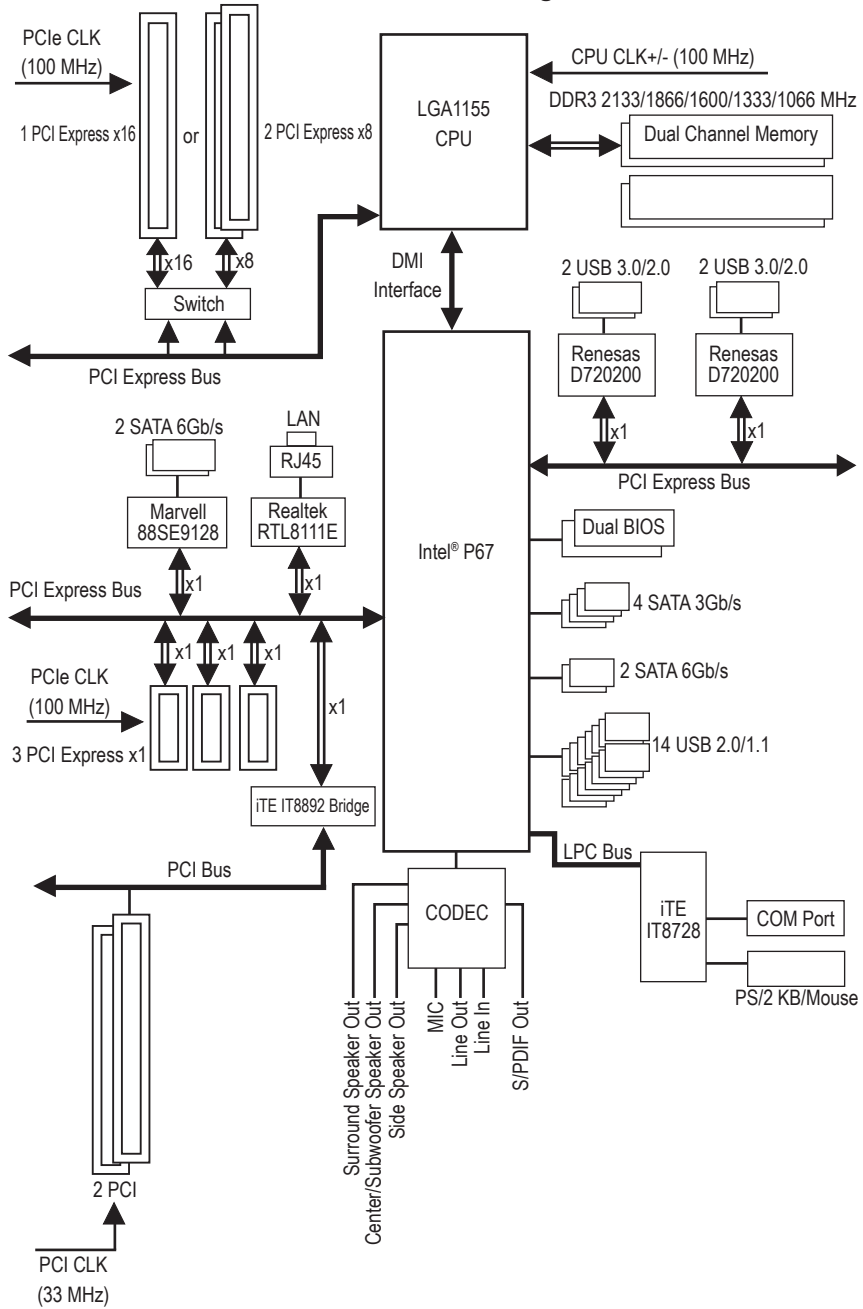 PCIe CLK
(100 MHz)
1 PCI Express x16
or
2 PCI Express x8
x16
x8
Switch
PCI Express Bus
LGA1155
CPU
CPU CLK+/- (100 MHz)
DDR3 2133/1866/1600/1333/1066 MHz
Dual Channel Memory
DMI
Interface
2 USB 3.0/2.0
2 USB 3.0/2.0
Renesas
D720200
Renesas
D720200
x1
x1
PCI Express Bus
2 SATA 6Gb/s
LAN
RJ45
Marvell
88SE9128
Realtek
RTL8111E
x1
x1
PCI Express Bus
Intel® P67
Dual BIOS
4 SATA 3Gb/s
2 SATA 6Gb/s
14 USB 2.0/1.1
x1
x1
x1
x1
PCIe CLK
(100 MHz)
3 PCI Express x1
iTE IT8892 Bridge
PCI Bus
LPC Bus
iTE
IT8728
COM Port
PS/2 KB/Mouse
CODEC
Surround Speaker Out
Center/Subwoofer Speaker Out
Side Speaker Out
MIC
Line Out
Line In
S/PDIF Out
2 PCI
PCI CLK
(33 MHz)